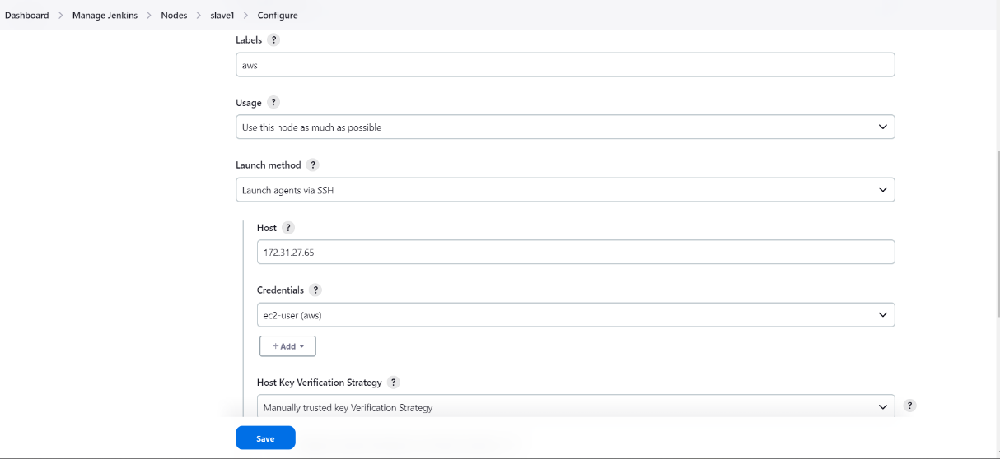 Dashboard > Manage Jenkins > Nodes > slave1 > Configure
Labels ?
aws
Usage ?
Use this node as much as possible
Launch method ?
Launch agents via SSH
Host ?
172.31.27.65
Credentials ?
ec2-user (aws)
+ Add
Host Key Verification Strategy ?
Manually trusted key Verification Strategy ?
Save